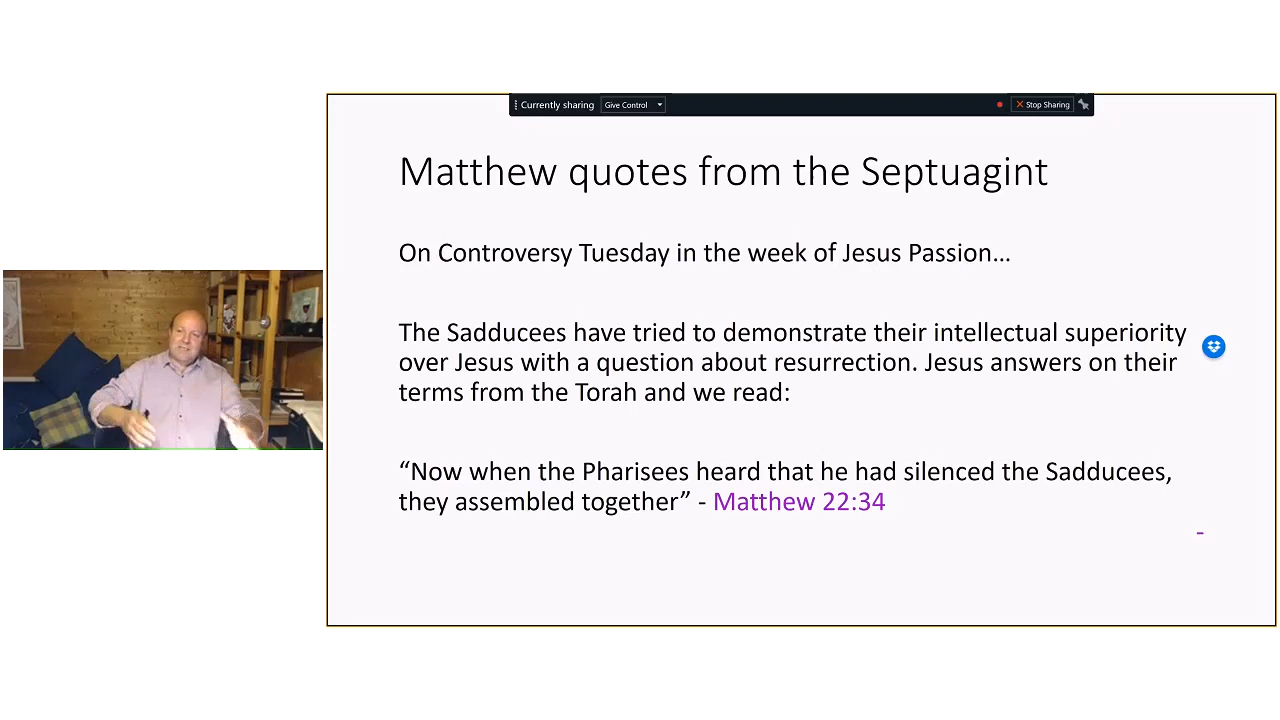 Currently sharing Give Control
Stop Sharing
Matthew quotes from the Septuagint
On Controversy Tuesday in the week of Jesus Passion…
The Sadducees have tried to demonstrate their intellectual superiority
over Jesus with a question about resurrection. Jesus answers on their
terms from the Torah and we read:
“Now when the Pharisees heard that he had silenced the Sadducees,
they assembled together” - Matthew 22:34
-